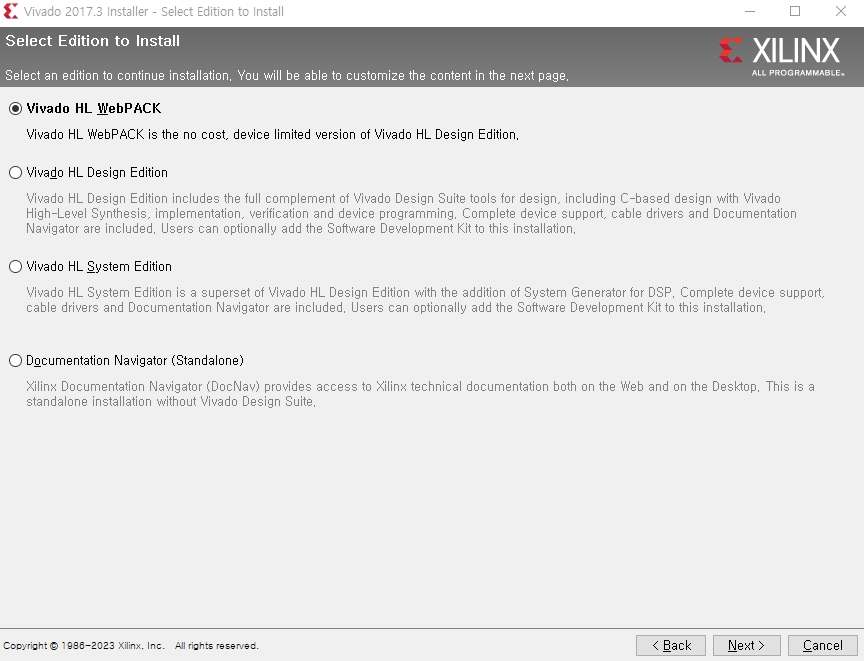 Vivado 2017.3 Installer - Select Edition to Install
Select Edition to Install
XILINX
ALL PROGRAMMABLE™
Select an edition to continue installation. You will be able to customize the content in the next page.
Vivado HL WebPACK
Vivado HL WebPACK is the no cost, device limited version of Vivado HL Design Edition.
Vivado HL Design Edition
Vivado HL Design Edition includes the full complement of Vivado Design Suite tools for design, including C-based design with Vivado
High-Level Synthesis, implementation, verification and device programming. Complete device support, cable drivers and Documentation
Navigator are included. Users can optionally add the Software Development Kit to this installation.
Vivado HL System Edition
Vivado HL System Edition is a superset of Vivado HL Design Edition with the addition of System Generator for DSP. Complete device support,
cable drivers and Documentation Navigator are included. Users can optionally add the Software Development Kit to this installation.
Documentation Navigator (Standalone)
Xilinx Documentation Navigator (DocNav) provides access to Xilinx technical documentation both on the Web and on the Desktop. This is a
standalone installation without Vivado Design Suite.
Copyright © 1986-2023 Xilinx, Inc. All rights reserved.
< Back
Next >
Cancel